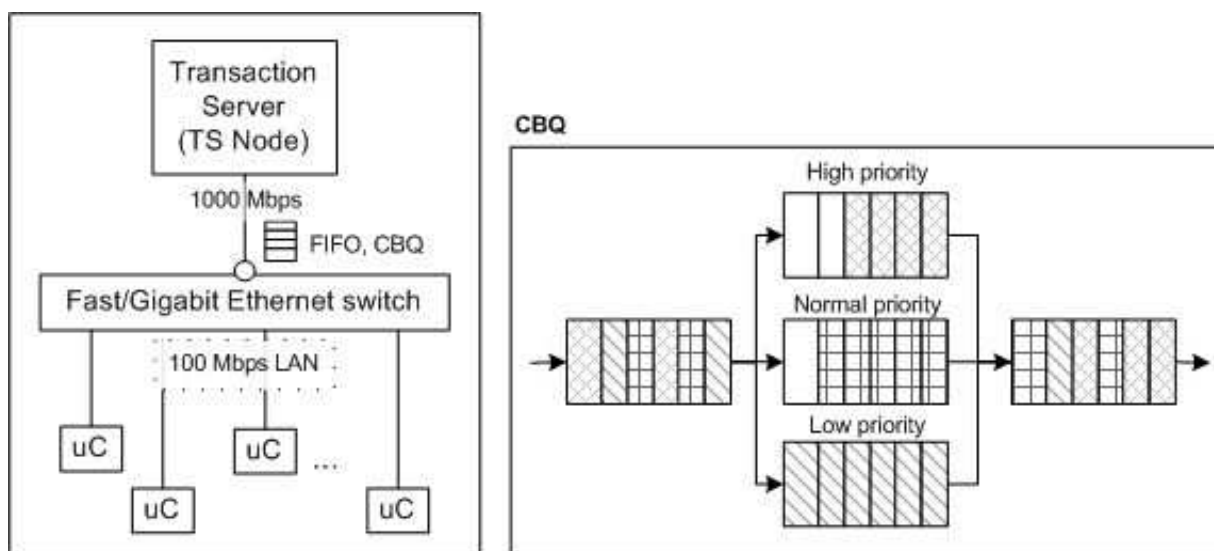 Transaction
Server
(TS Node)
1000 Mbps
FIFO, CBQ
Fast/Gigabit Ethernet switch
100 Mbps LAN
uC
uC
...
uC
uC
CBQ
High priority
Normal priority
Low priority